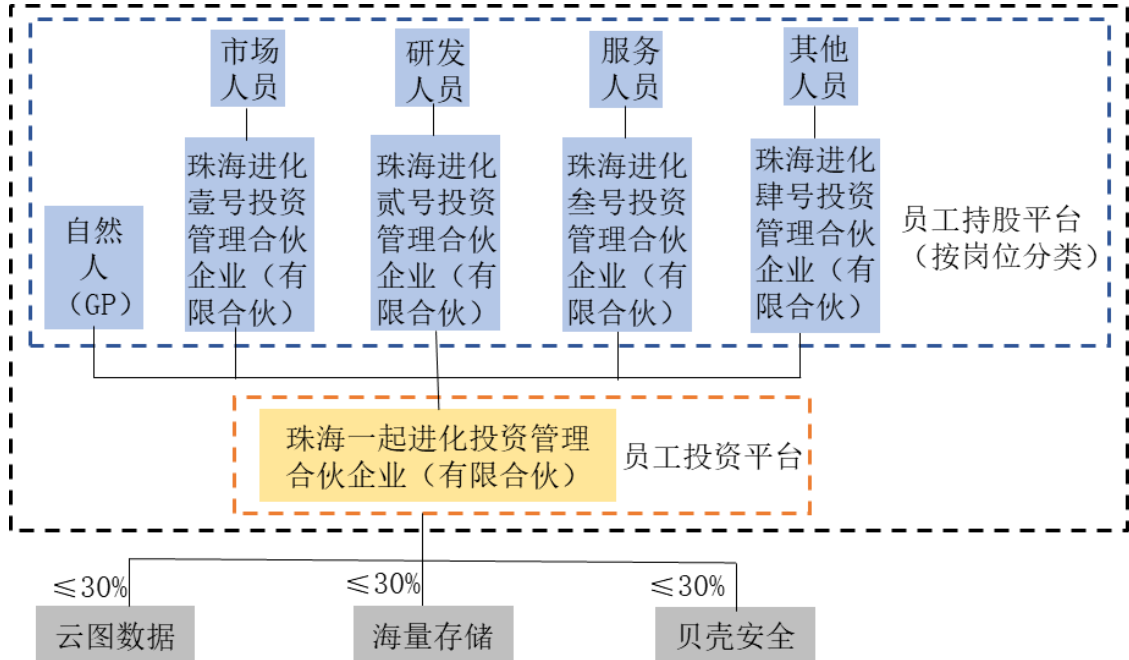 市场
人员
研发
人员
服务
人员
其他
人员
自然
人
（GP）
珠海进化
壹号投资
管理合伙
企业（有
限合伙）
珠海进化
贰号投资
管理合伙
企业（有
限合伙）
珠海进化
叁号投资
管理合伙
企业（有
限合伙）
珠海进化
肆号投资
管理合伙
企业（有
限合伙）
员工持股平台
（按岗位分类）
珠海一起进化投资管理
合伙企业（有限合伙）
员工投资平台
≤30%
≤30%
≤30%
云图数据
海量存储
贝壳安全